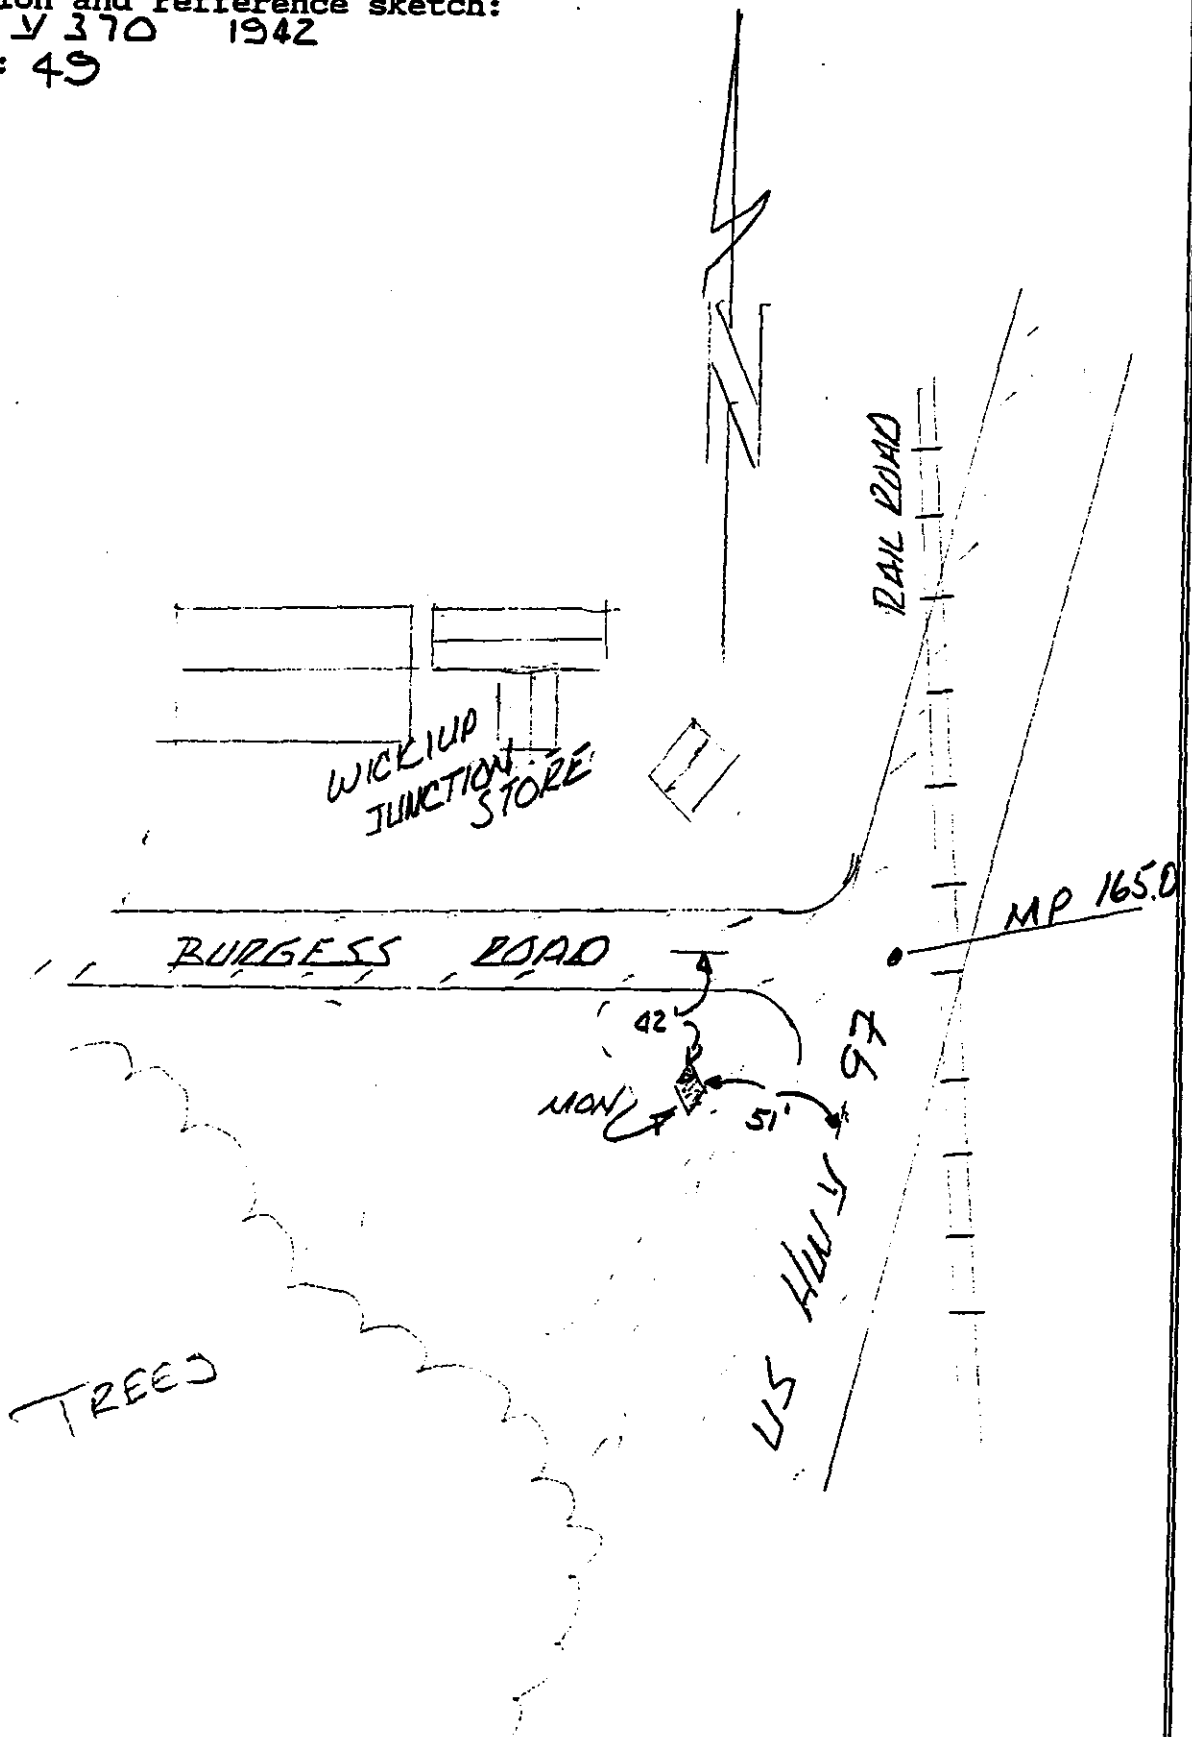 ion and refference sketch:
V 370 1942
: 49
N
RAIL ROAD
WICKIUP
JUNCTION
STORE
MP 165.0
BURGESS ROAD
42'
MON
51'
US HWY 97
TREES